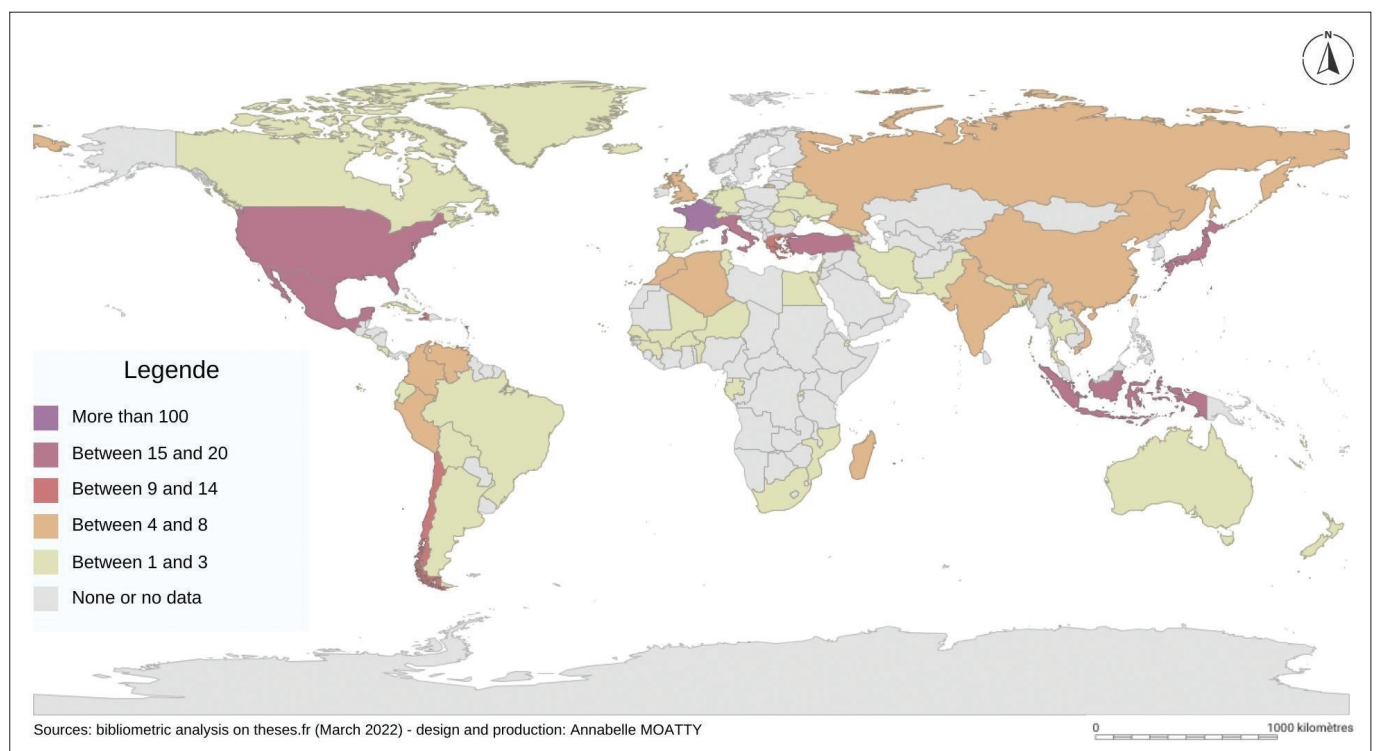 N
Legende
More than 100
Between 15 and 20
Between 9 and 14
Between 4 and 8
Between 1 and 3
None or no data
Sources: bibliometric analysis on theses.fr (March 2022) - design and production: Annabelle MOATTY
0 1000 kilomètres